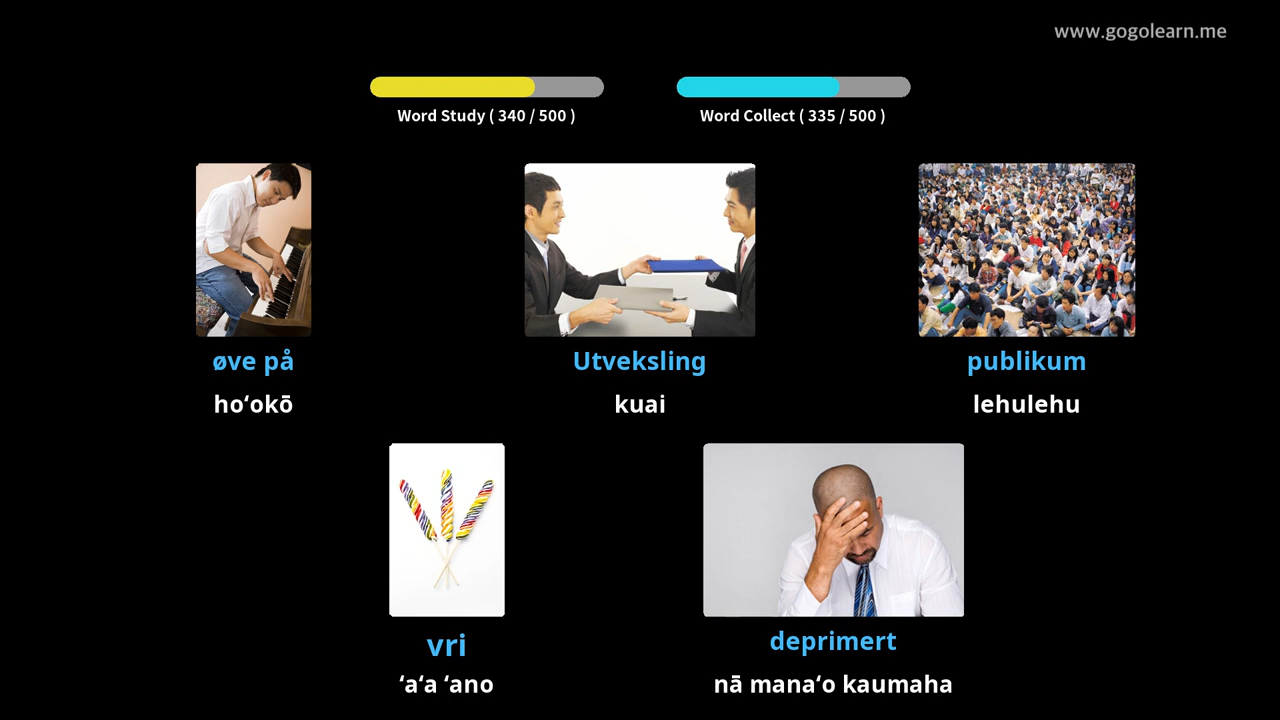 www.gogolearn.me
Word Study ( 340 / 500 )
Word Collect ( 335 / 500 )
øve på
Utveksling
publikum
hoʻokō
kuai
lehulehu
vri
deprimert
ʻaʻa ʻano
nā manaʻo kaumaha